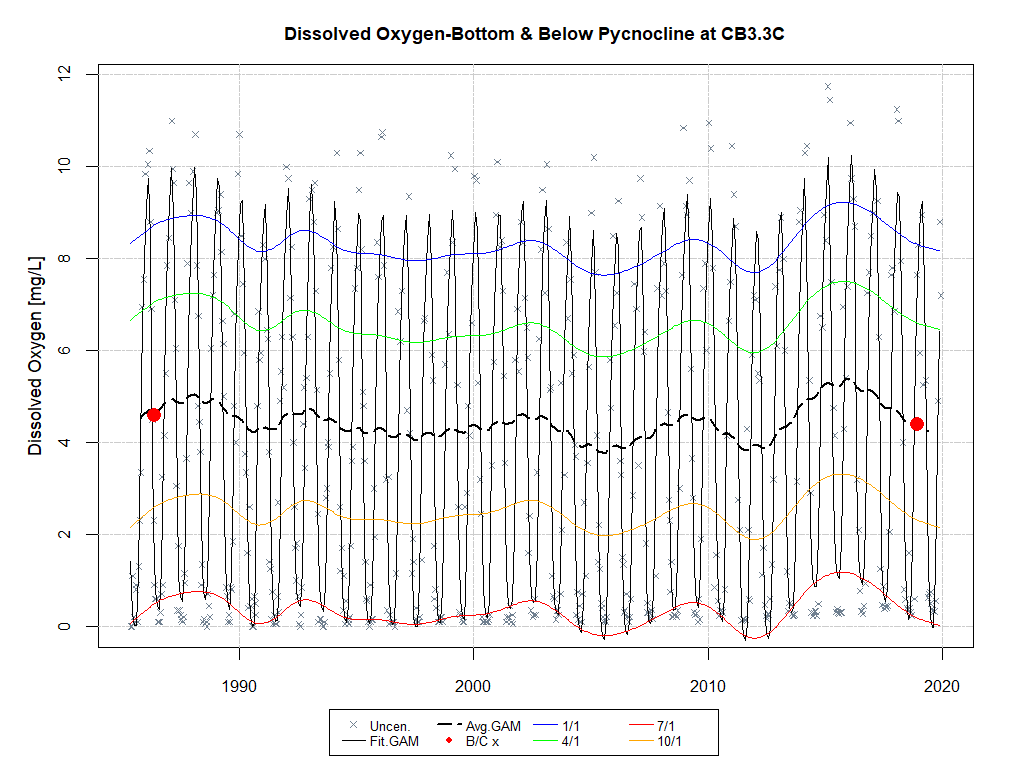 Dissolved Oxygen-Bottom & Below Pycnocline at CB3.3C
Dissolved Oxygen [mg/L]
12
10
8
6
4
2
0
1990 2000 2010 2020
Uncen. Avg.GAM 1/1 7/1
Fit.GAM B/C x 4/1 10/1